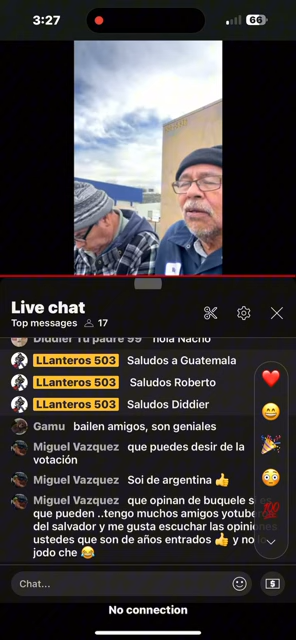 3:27
66
Live chat
Top messages 17
Diddier Tu padre 99 hola Nacho
LLanteros 503 Saludos a Guatemala
LLanteros 503 Saludos Roberto
LLanteros 503 Saludos Diddier
Gamu bailen amigos, son geniales
Miguel Vazquez que puedes desir de la
votación
Miguel Vazquez Soi de argentina 👍
Miguel Vazquez que opinan de buquele si es
que pueden ..tengo muchos amigos yotuber
del salvador y me gusta escuchar las opiniones
ustedes que son de años entrados 👍 y no lo
jodo che 😂
Chat...
No connection